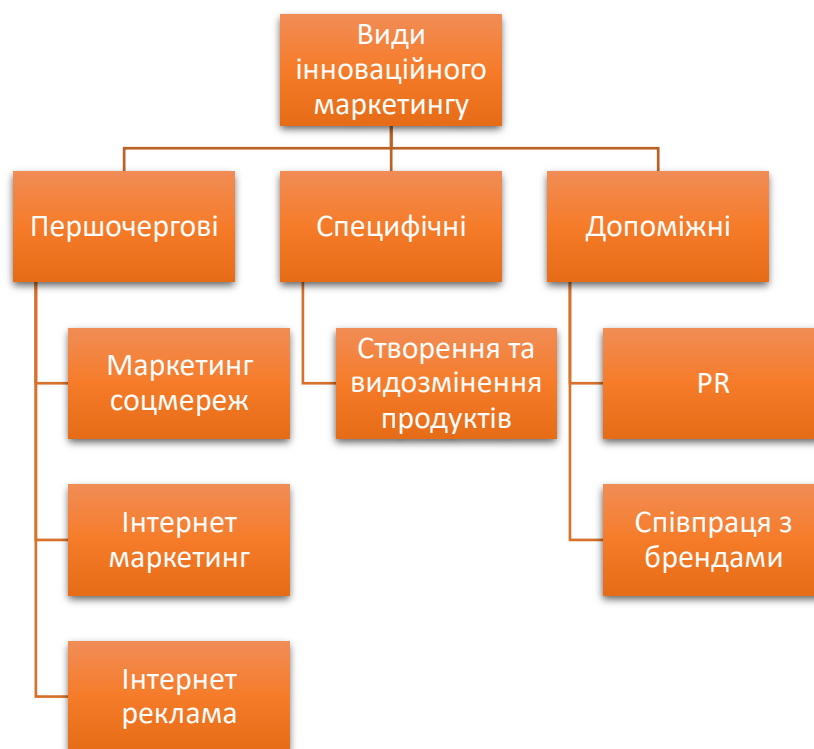 Види
інноваційного
маркетингу
Першочергові
Специфічні
Допоміжні
Маркетинг
соцмереж
Створення та
видозмінення
продуктів
PR
Інтернет
маркетинг
Співпраця з
брендами
Інтернет
реклама